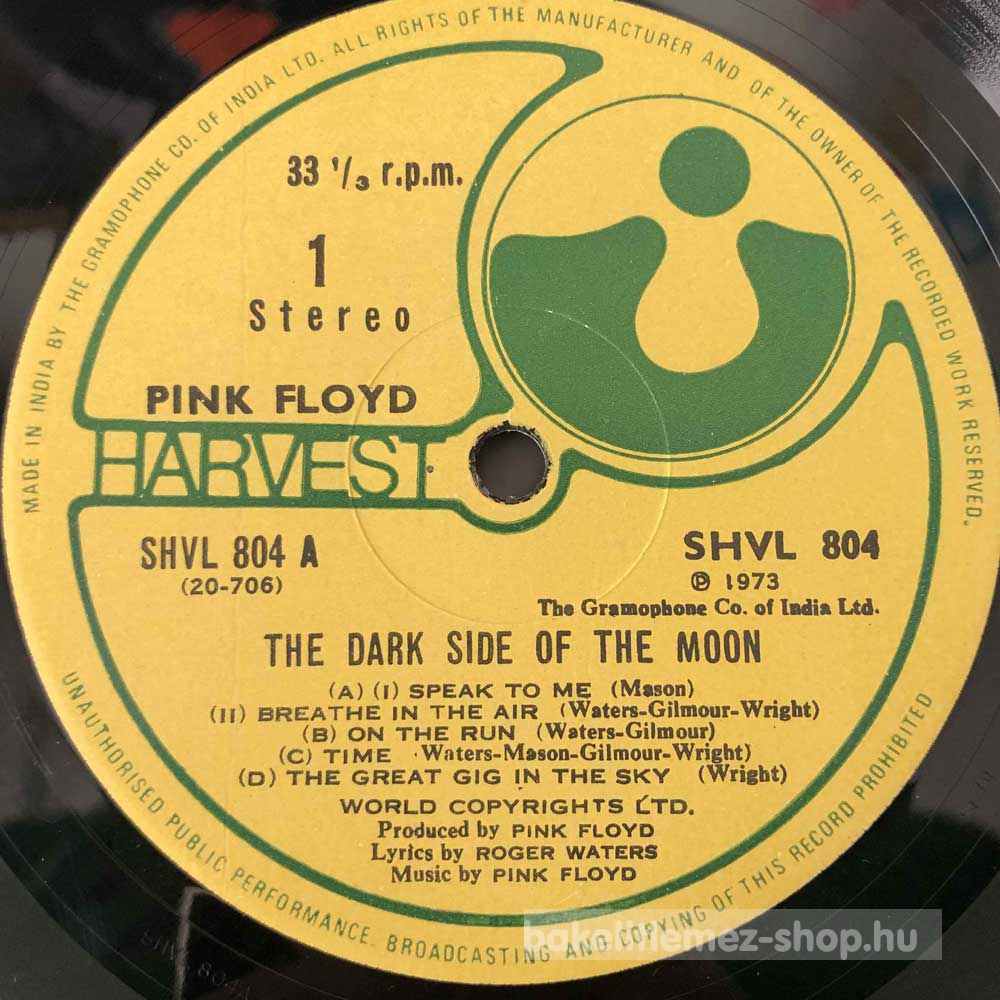 MADE IN INDIA BY THE GRAMOPHONE CO. OF INDIA LTD. ALL RIGHTS OF THE MANUFACTURER AND OF THE OWNER OF THE RECORDED WORK RESERVED.
33 1/3 r.p.m.
1
Stereo
PINK FLOYD
HARVEST
SHVL 804 A
(20-706)
SHVL 804
℗ 1973
The Gramophone Co. of India Ltd.
THE DARK SIDE OF THE MOON
(A) (I) SPEAK TO ME (Mason)
(II) BREATHE IN THE AIR (Waters-Gilmour-Wright)
(B) ON THE RUN (Waters-Gilmour)
(C) TIME (Waters-Mason-Gilmour-Wright)
(D) THE GREAT GIG IN THE SKY (Wright)
WORLD COPYRIGHTS LTD.
Produced by PINK FLOYD
Lyrics by ROGER WATERS
Music by PINK FLOYD
UNAUTHORISED PUBLIC PERFORMANCE. BROADCASTING AND COPYING OF THIS RECORD PROHIBITED
bakelitlemez-shop.hu